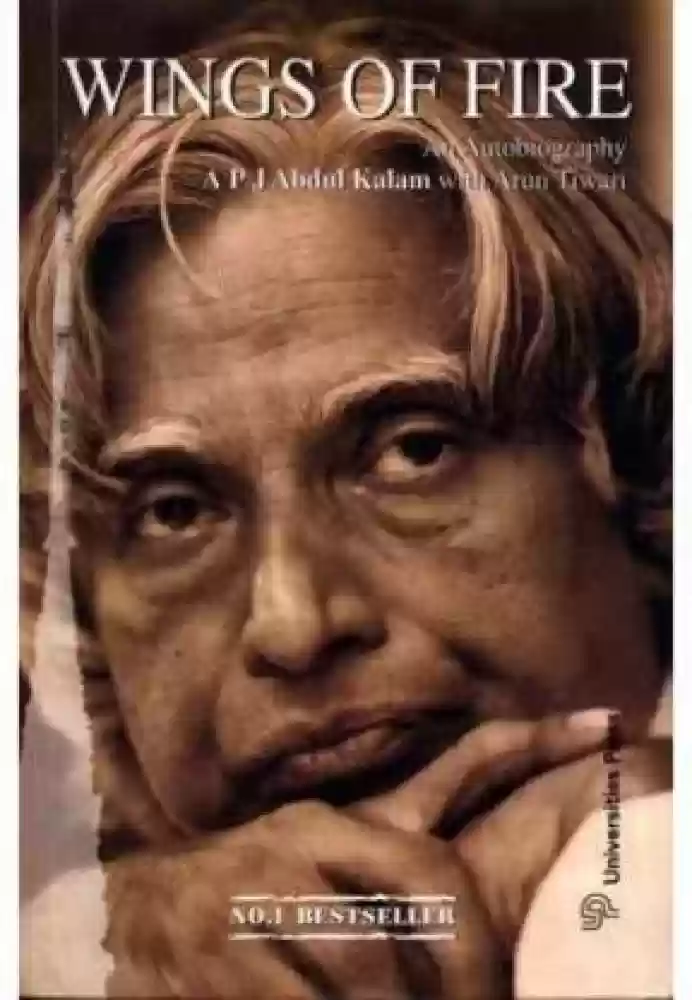 WINGS OF FIRE
An Autobiography
A P J Abdul Kalam with Arun Tiwari
Universities Press
NO.1 BESTSELLER